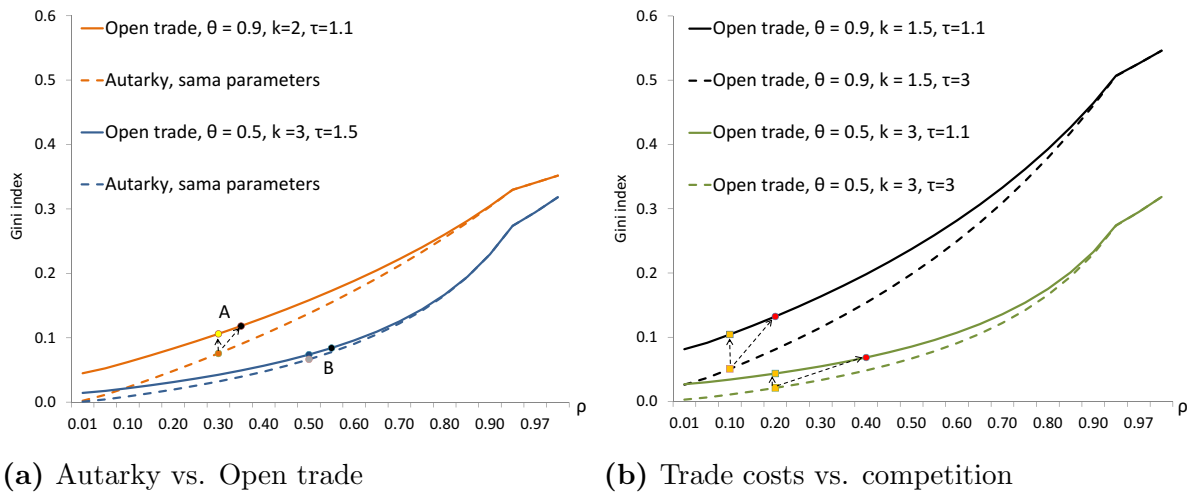 0.6
0.5
0.4
0.3
0.2
0.1
0.0
Gini index
Open trade, θ = 0.9, k=2, τ=1.1
Autarky, sama parameters
Open trade, θ = 0.5, k =3, τ=1.5
Autarky, sama parameters
A
B
0.01 0.10 0.20 0.30 0.40 0.50 0.60 0.70 0.80 0.90 0.97 ρ
(a) Autarky vs. Open trade
0.6
0.5
0.4
0.3
0.2
0.1
0.0
Gini index
Open trade, θ = 0.9, k = 1.5, τ=1.1
Open trade, θ = 0.9, k = 1.5, τ=3
Open trade, θ = 0.5, k = 3, τ=1.1
Open trade, θ = 0.5, k = 3, τ=3
0.01 0.10 0.20 0.30 0.40 0.50 0.60 0.70 0.80 0.90 0.97 ρ
(b) Trade costs vs. competition